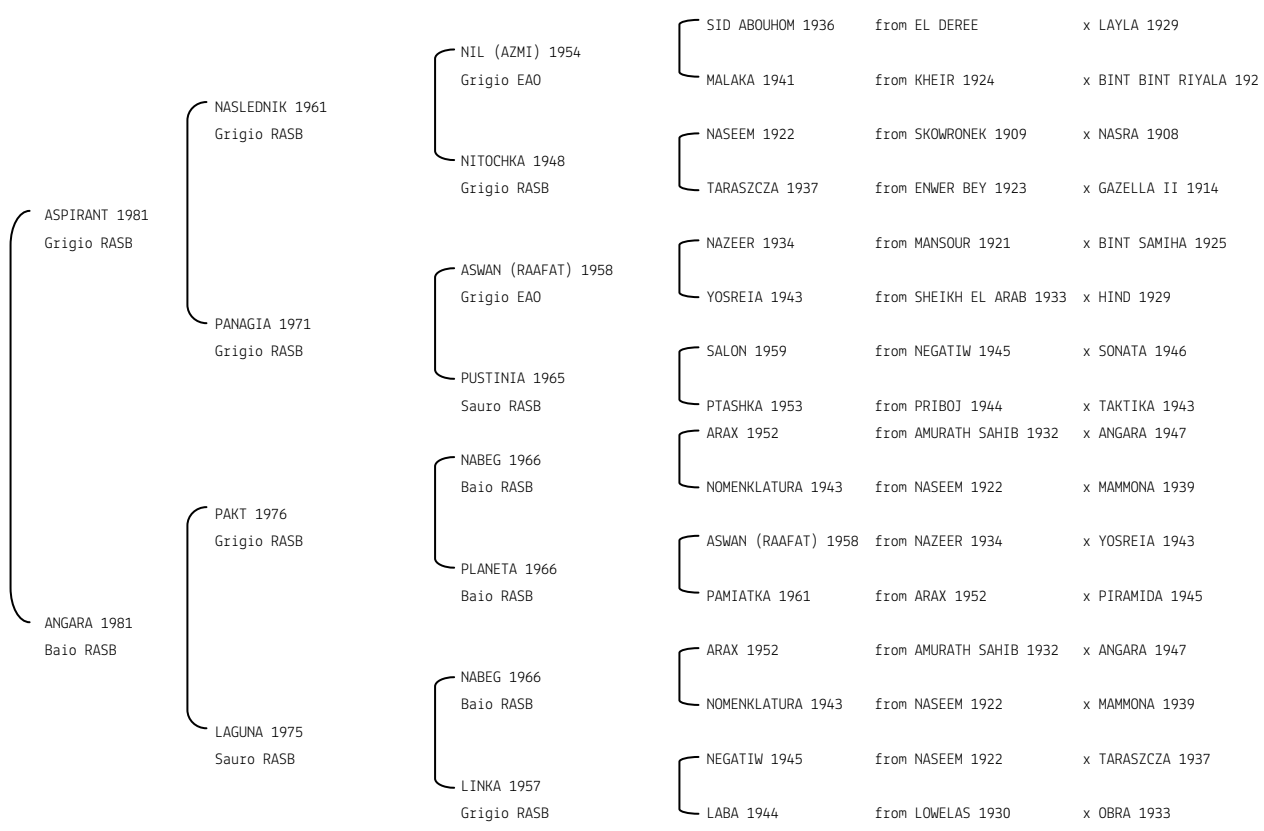 SID ABOUHOM 1936 from EL DEREE x LAYLA 1929
NIL (AZMI) 1954
Grigio EAO MALAKA 1941 from KHEIR 1924 x BINT BINT RIYALA 192
NASLEDNIK 1961
Grigio RASB NASEEM 1922 from SKOWRONEK 1909 x NASRA 1908
NITOCHKA 1948
Grigio RASB TARASZCZA 1937 from ENWER BEY 1923 x GAZELLA II 1914
ASPIRANT 1981
Grigio RASB NAZEER 1934 from MANSOUR 1921 x BINT SAMIHA 1925
ASWAN (RAAFAT) 1958
Grigio EAO YOSREIA 1943 from SHEIKH EL ARAB 1933 x HIND 1929
PANAGIA 1971
Grigio RASB SALON 1959 from NEGATIW 1945 x SONATA 1946
PUSTINIA 1965
Sauro RASB PTASHKA 1953 from PRIBOJ 1944 x TAKTIKA 1943
ARAX 1952 from AMURATH SAHIB 1932 x ANGARA 1947
NABEG 1966
Baio RASB NOMENKLATURA 1943 from NASEEM 1922 x MAMMONA 1939
PAKT 1976
Grigio RASB ASWAN (RAAFAT) 1958 from NAZEER 1934 x YOSREIA 1943
PLANETA 1966
Baio RASB PAMIATKA 1961 from ARAX 1952 x PIRAMIDA 1945
ANGARA 1981
Baio RASB ARAX 1952 from AMURATH SAHIB 1932 x ANGARA 1947
NABEG 1966
Baio RASB NOMENKLATURA 1943 from NASEEM 1922 x MAMMONA 1939
LAGUNA 1975
Sauro RASB NEGATIW 1945 from NASEEM 1922 x TARASZCZA 1937
LINKA 1957
Grigio RASB LABA 1944 from LOWELAS 1930 x OBRA 1933